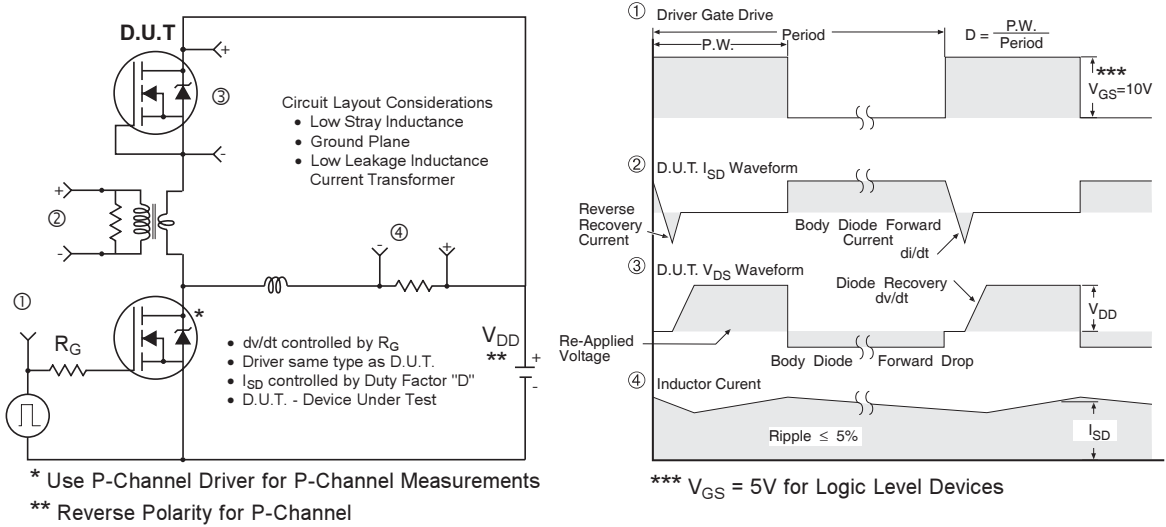 D.U.T
+
③
-
Circuit Layout Considerations
• Low Stray Inductance
• Ground Plane
• Low Leakage Inductance
Current Transformer
+
②
-
④
-
+
①
R_G
*
V_DD
**
+
-
• dv/dt controlled by R_G
• Driver same type as D.U.T.
• I_SD controlled by Duty Factor "D"
• D.U.T. - Device Under Test
* Use P-Channel Driver for P-Channel Measurements
** Reverse Polarity for P-Channel
① Driver Gate Drive
P.W.
Period
D = P.W. / Period
***
V_GS=10V
② D.U.T. I_SD Waveform
Reverse
Recovery
Current
Body Diode Forward
Current
di/dt
③ D.U.T. V_DS Waveform
Diode Recovery
dv/dt
V_DD
Re-Applied
Voltage
Body Diode Forward Drop
④ Inductor Curent
Ripple ≤ 5%
I_SD
*** V_GS = 5V for Logic Level Devices